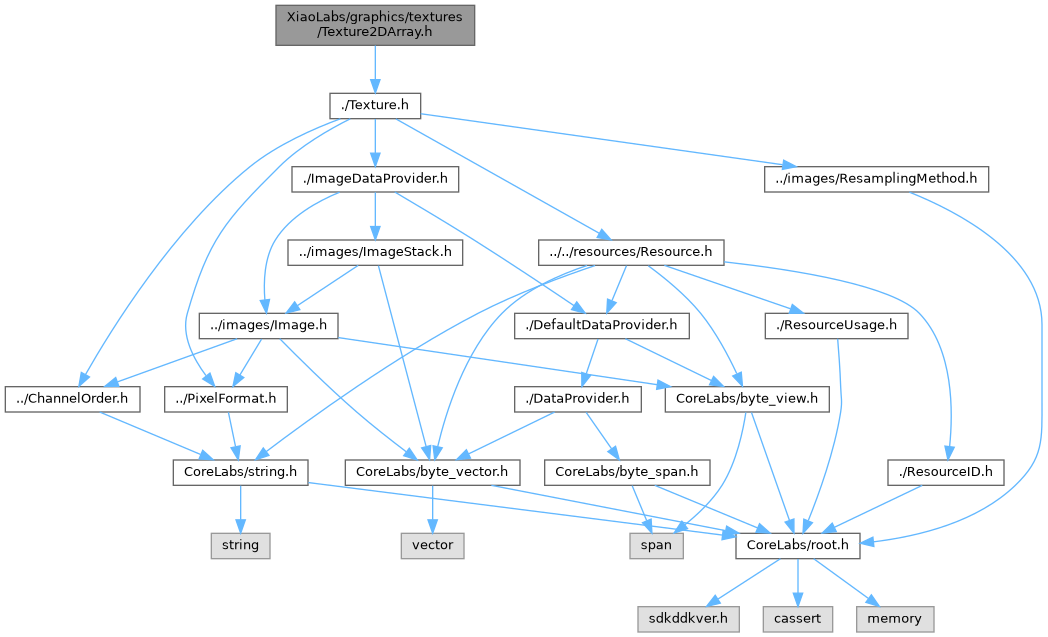 XiaoLabs/graphics/textures
/Texture2DArray.h
./Texture.h
./ImageDataProvider.h
../images/ResamplingMethod.h
../images/ImageStack.h
../../resources/Resource.h
../images/Image.h
./DefaultDataProvider.h
./ResourceUsage.h
../ChannelOrder.h
../PixelFormat.h
./DataProvider.h
CoreLabs/byte_view.h
CoreLabs/string.h
CoreLabs/byte_vector.h
CoreLabs/byte_span.h
./ResourceID.h
string
vector
span
CoreLabs/root.h
sdkddkver.h
cassert
memory